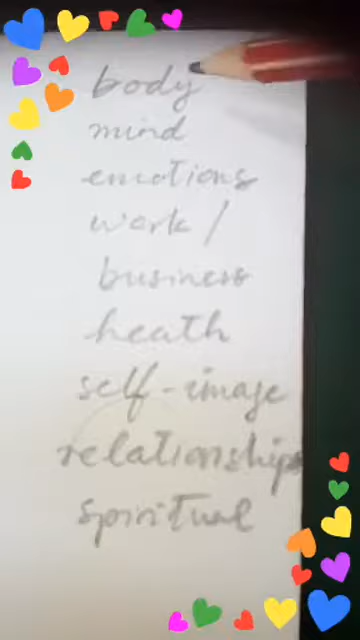 body
mind
emotions
work /
business
heath
self-image
relationships
spiritual